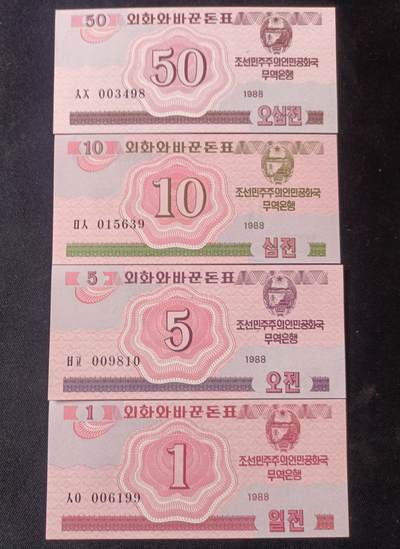 50 외화와바꾼돈표
50
조선민주주의인민공화국
무역은행
ㅅㅈ 003498
1988
오십전
10 외화와바꾼돈표
10
조선민주주의인민공화국
무역은행
ㅁㅅ 015639
1988
십전
5 외화와바꾼돈표
5
조선민주주의인민공화국
무역은행
ㅂㅈ 009810
1988
오전
1 외화와바꾼돈표
1
조선민주주의인민공화국
무역은행
ㅅㅇ 006199
1988
일전